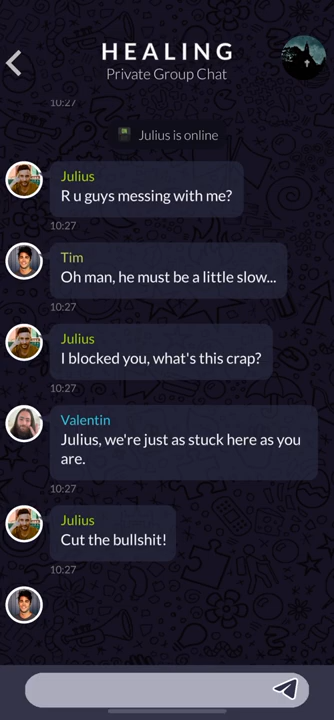 HEALING
Private Group Chat
10:27
Julius is online
Julius
R u guys messing with me?
10:27
Tim
Oh man, he must be a little slow...
10:27
Julius
I blocked you, what's this crap?
10:27
Valentin
Julius, we're just as stuck here as you
are.
10:27
Julius
Cut the bullshit!
10:27